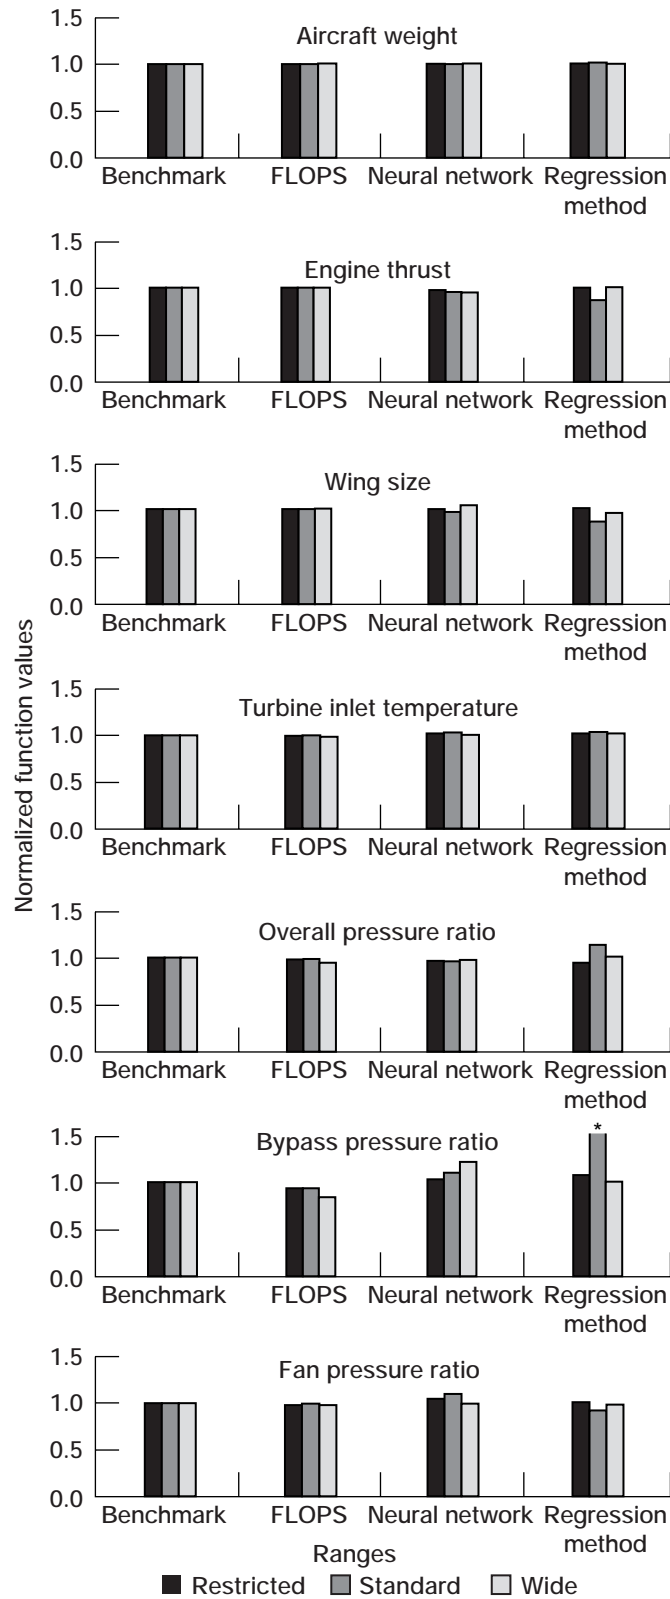 Normalized function values
Aircraft weight
1.5
1.0
0.5
0.0
Benchmark FLOPS Neural network Regression
method
Engine thrust
1.5
1.0
0.5
0.0
Benchmark FLOPS Neural network Regression
method
Wing size
1.5
1.0
0.5
0.0
Benchmark FLOPS Neural network Regression
method
Turbine inlet temperature
1.5
1.0
0.5
0.0
Benchmark FLOPS Neural network Regression
method
Overall pressure ratio
1.5
1.0
0.5
0.0
Benchmark FLOPS Neural network Regression
method
Bypass pressure ratio
*
1.5
1.0
0.5
0.0
Benchmark FLOPS Neural network Regression
method
Fan pressure ratio
1.5
1.0
0.5
0.0
Benchmark FLOPS Neural network Regression
method
Ranges
Restricted Standard Wide